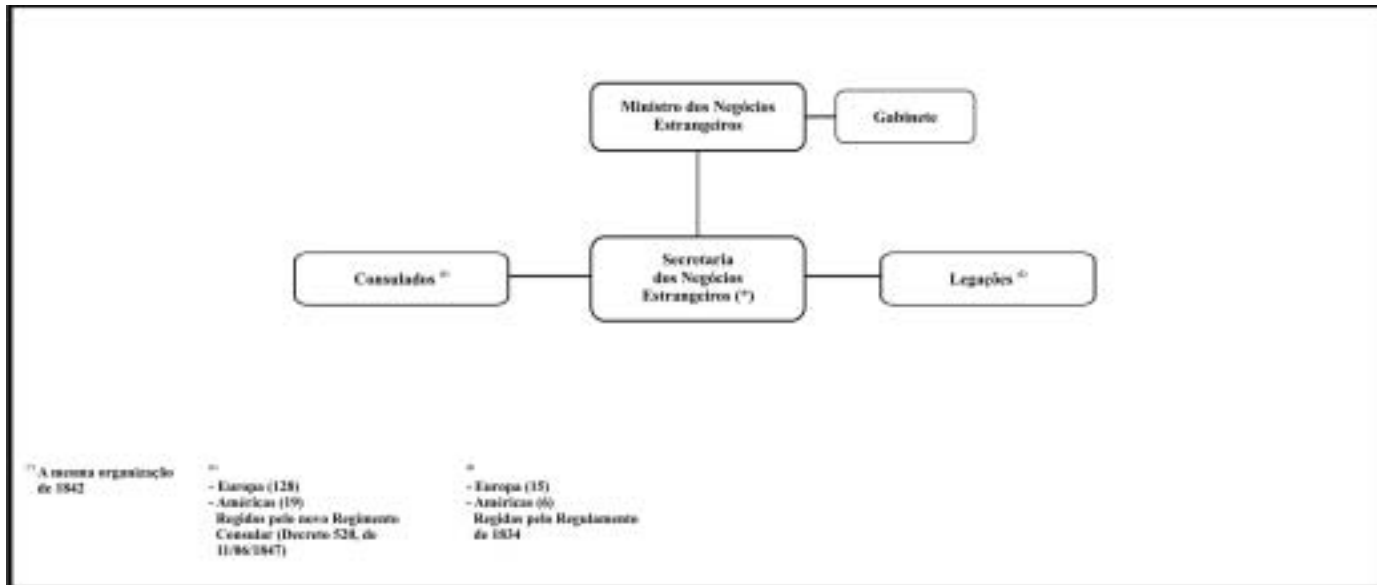 Ministro dos Negócios
Estrangeiros
Gabinete
Secretaria
dos Negócios
Estrangeiros (*)
Consulados
Legações
(*) A mesma organização
de 1842
- Europa (128)
- Américas (19)
Regidos pelo novo Regimento
Consular (Decreto 520, de
11/06/1847)
- Europa (15)
- Américas (6)
Regidas pelo Regulamento
de 1834